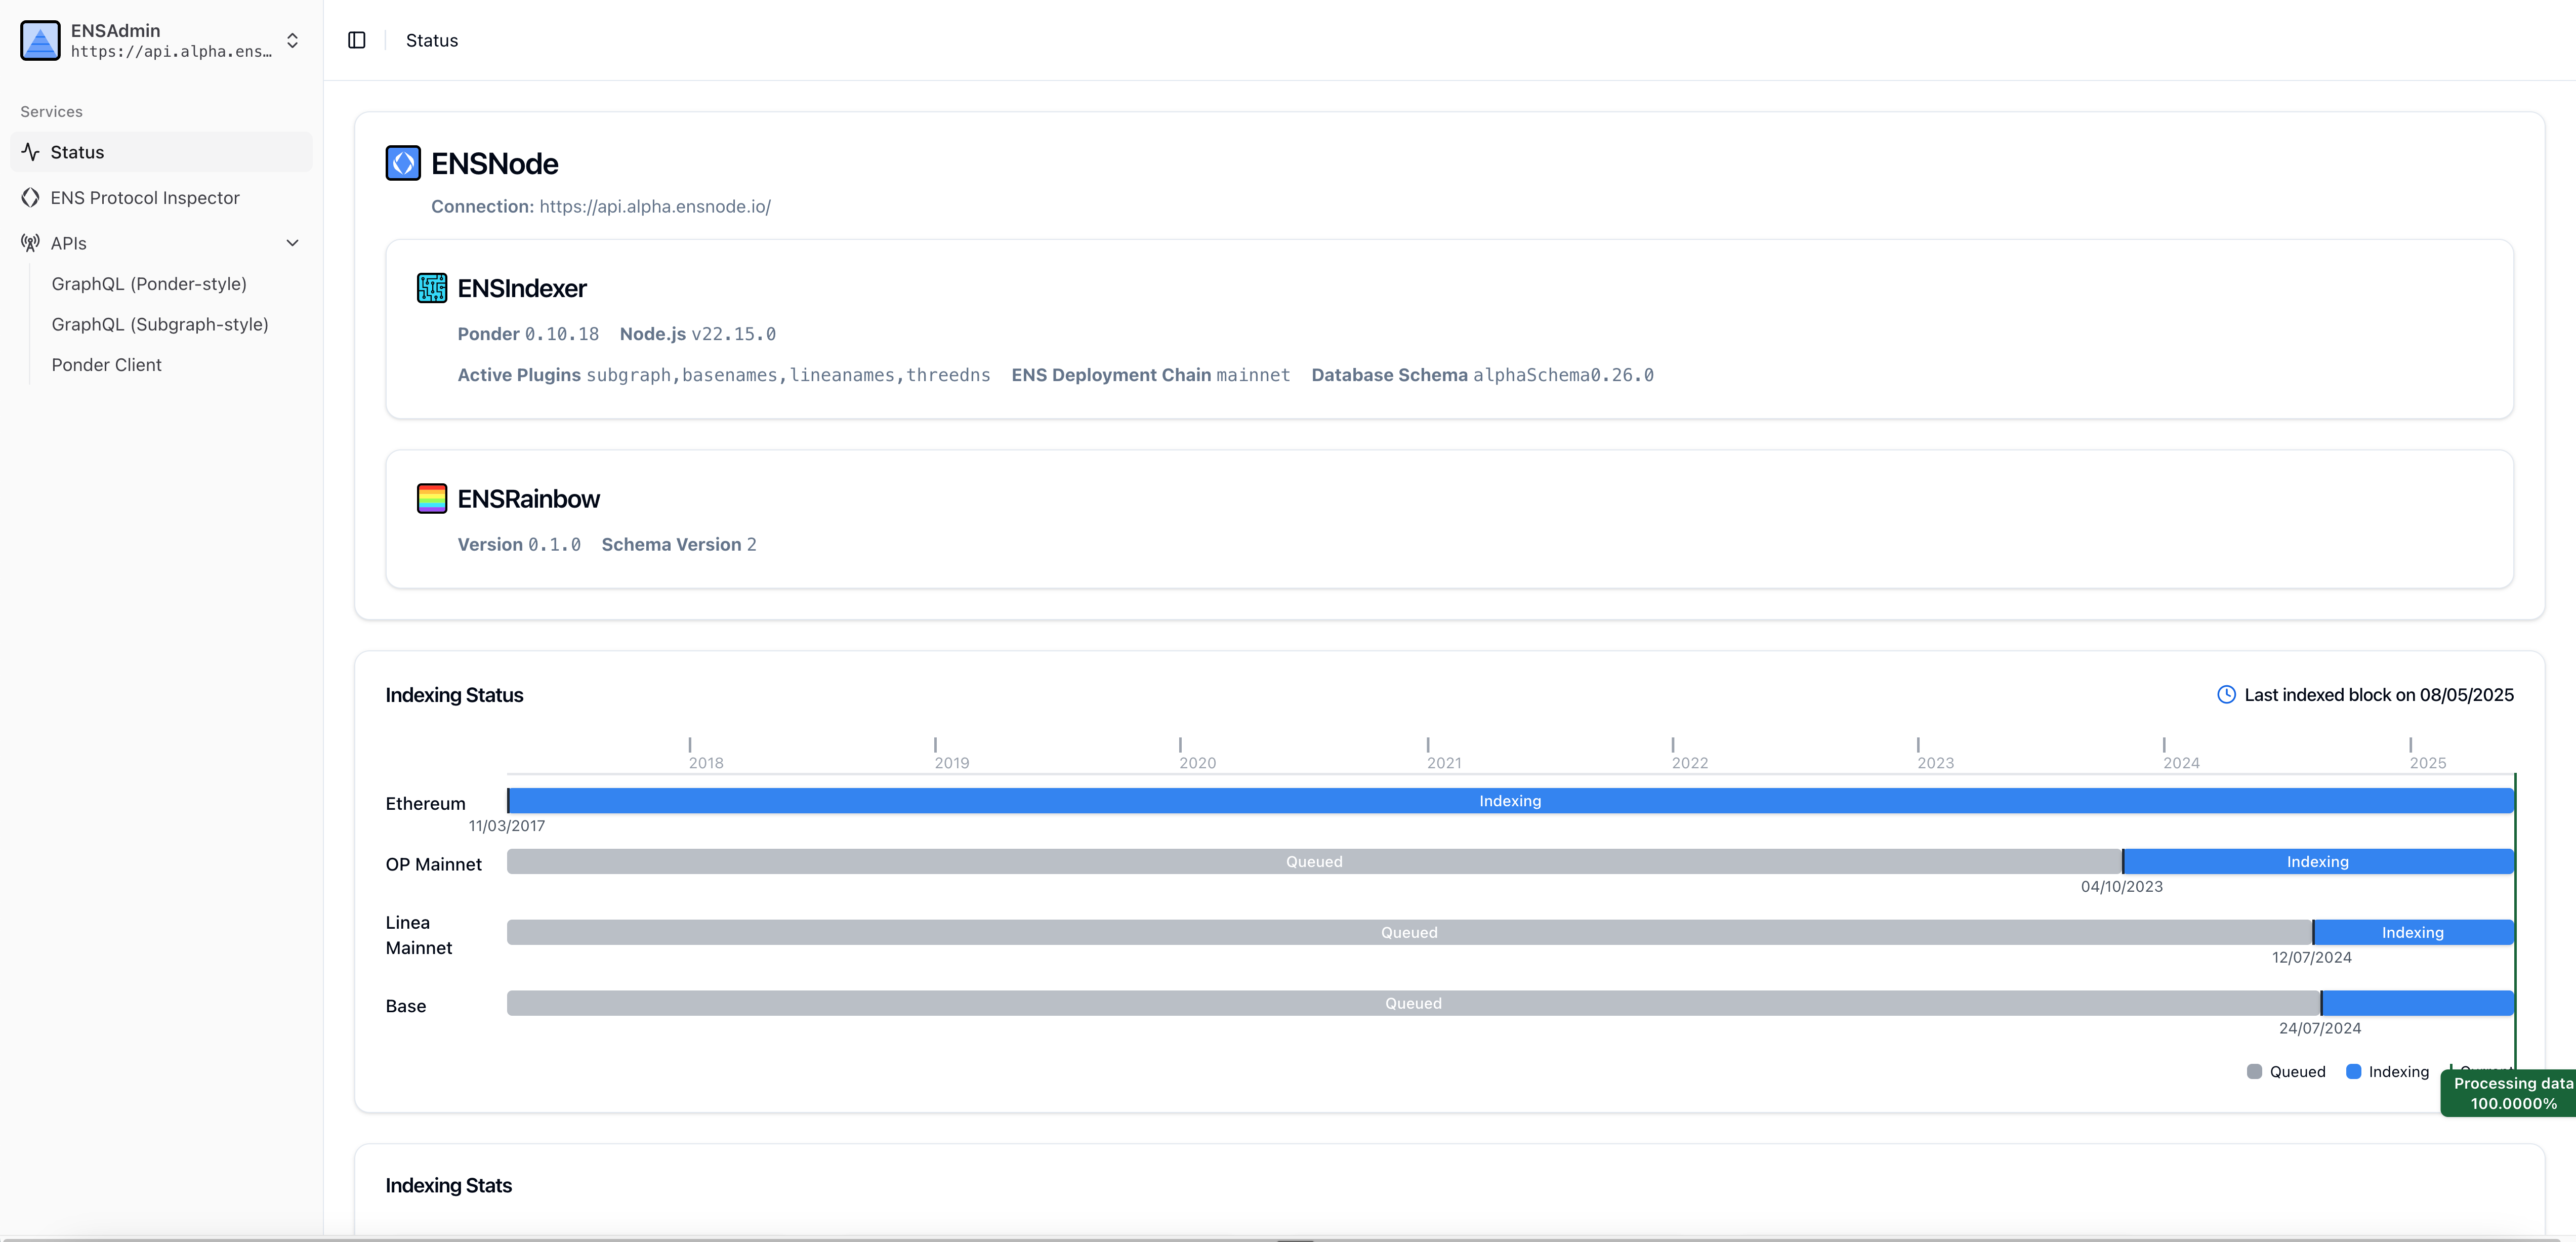 ENSAdmin
https://api.alpha.ens…
Status
Services
Status
ENS Protocol Inspector
APIs
GraphQL (Ponder-style)
GraphQL (Subgraph-style)
Ponder Client
ENSNode
Connection: https://api.alpha.ensnode.io/
ENSIndexer
Ponder 0.10.18 Node.js v22.15.0
Active Plugins subgraph,basenames,lineanames,threedns ENS Deployment Chain mainnet Database Schema alphaSchema0.26.0
ENSRainbow
Version 0.1.0 Schema Version 2
Indexing Status
Last indexed block on 08/05/2025
2018 2019 2020 2021 2022 2023 2024 2025
Ethereum
Indexing
11/03/2017
OP Mainnet
Queued Indexing
04/10/2023
Linea
Mainnet
Queued Indexing
12/07/2024
Base
Queued
24/07/2024
Queued Indexing
Processing data
100.0000%
Indexing Stats